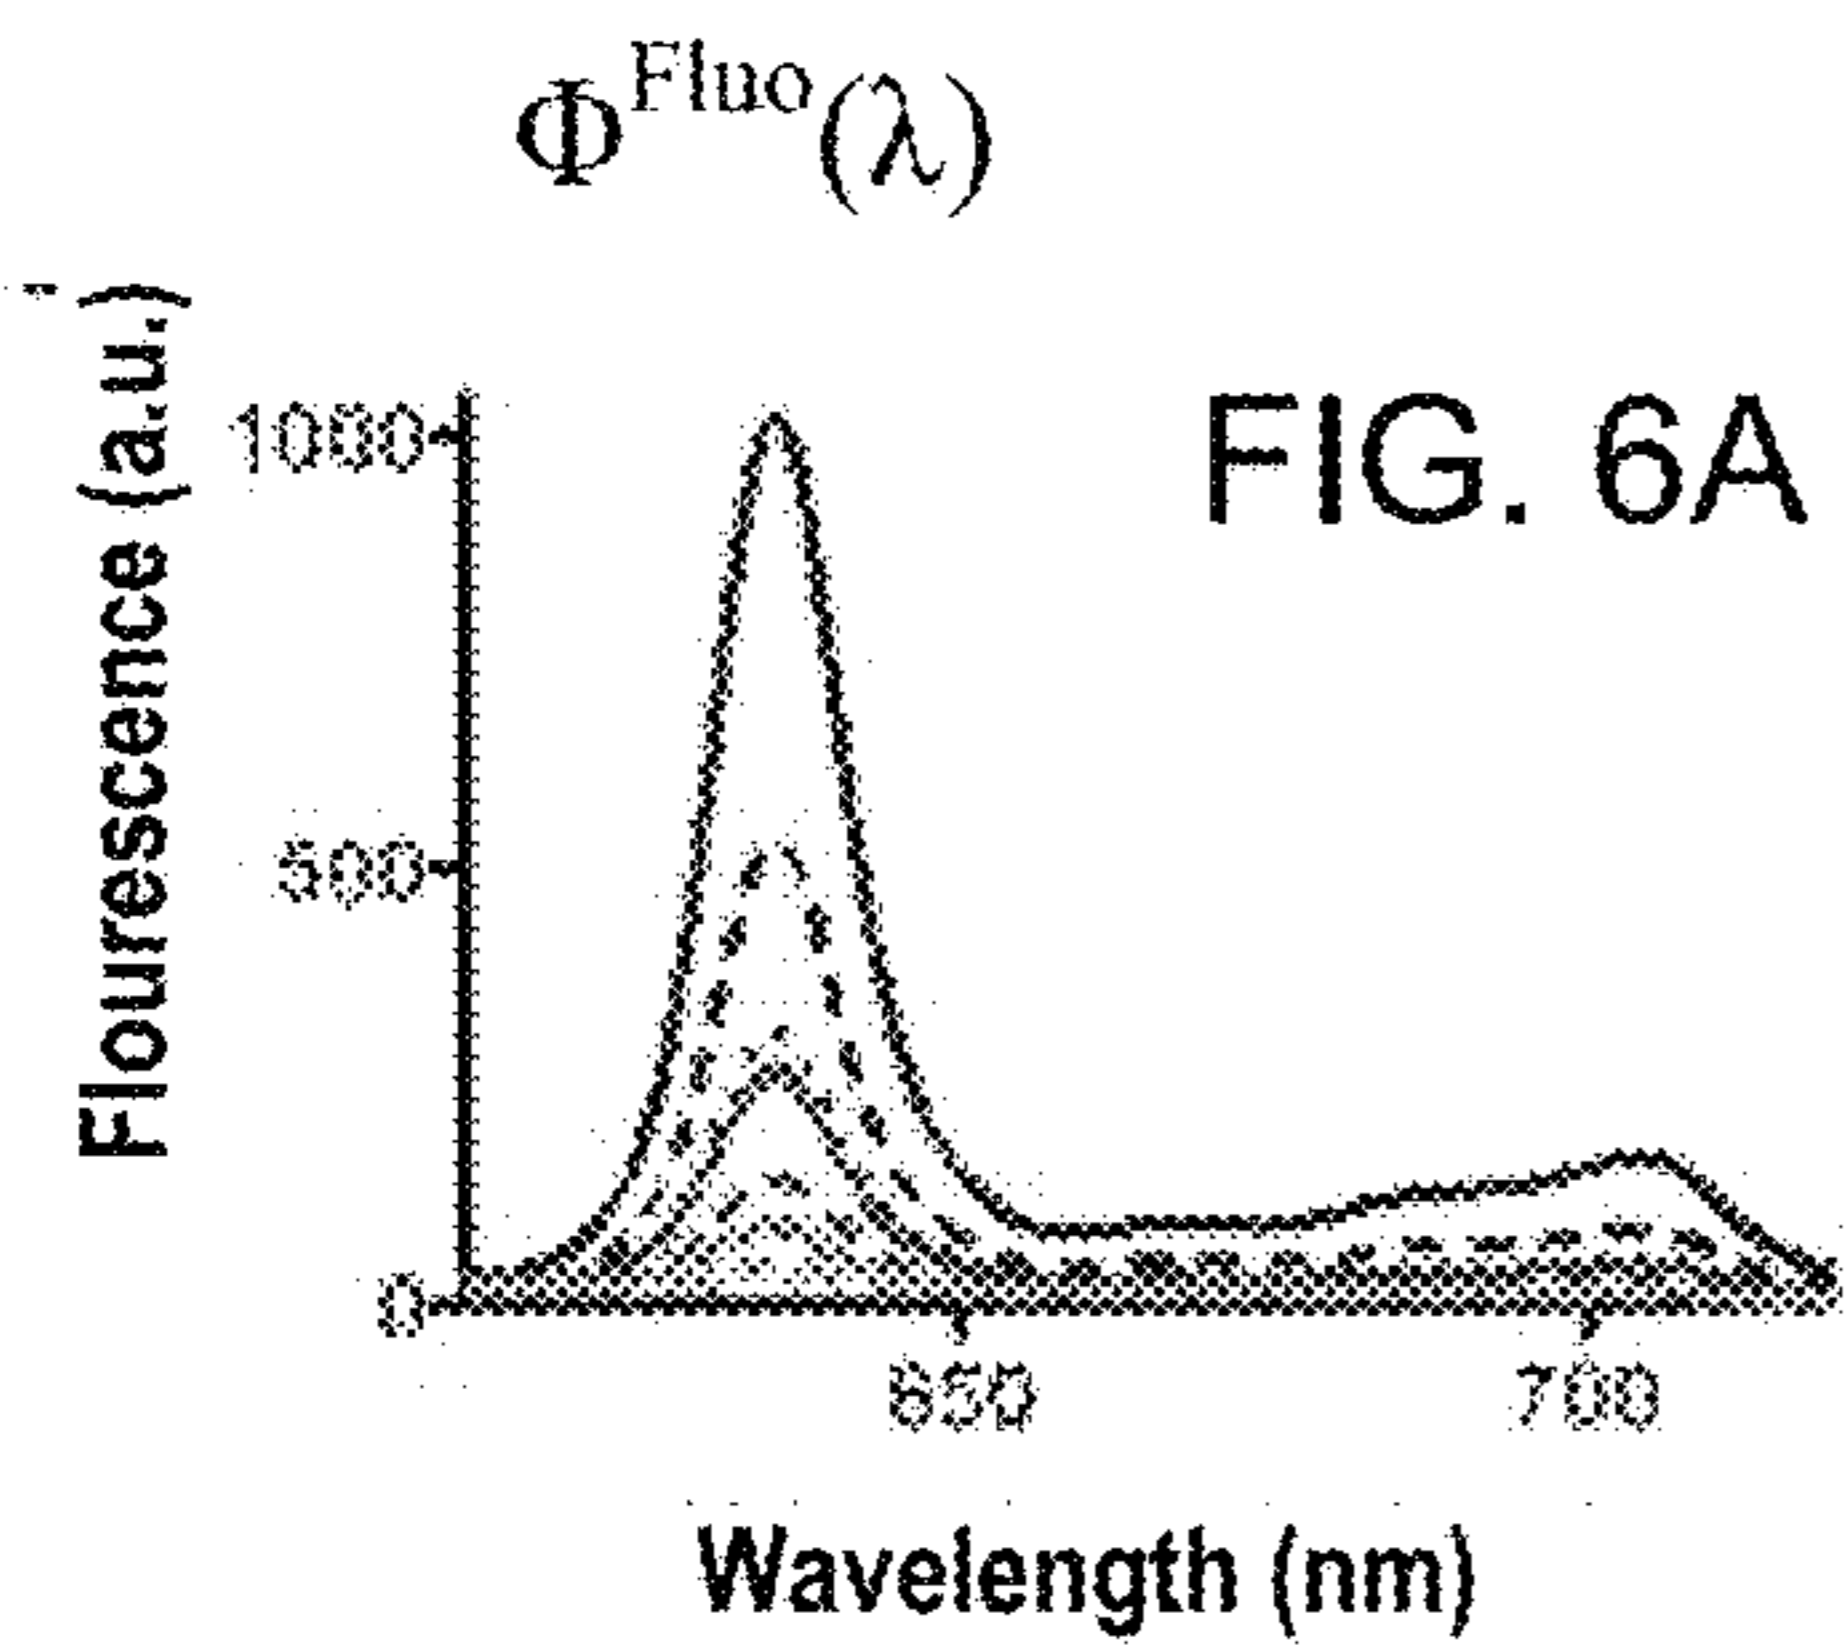 Φ^Fluo(λ)
Flourescence (a.u.)
FIG. 6A
1000
500
0
650
700
Wavelength (nm)